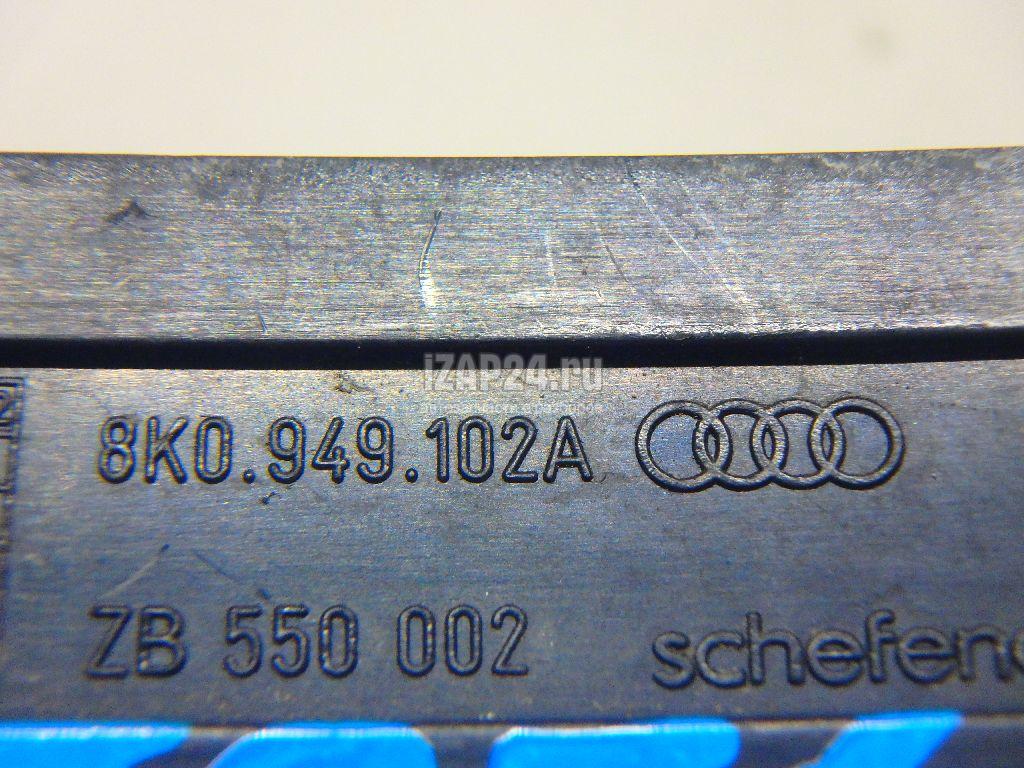 iZAP24.ru
8K0.949.102A
ZB 550 002
schefen